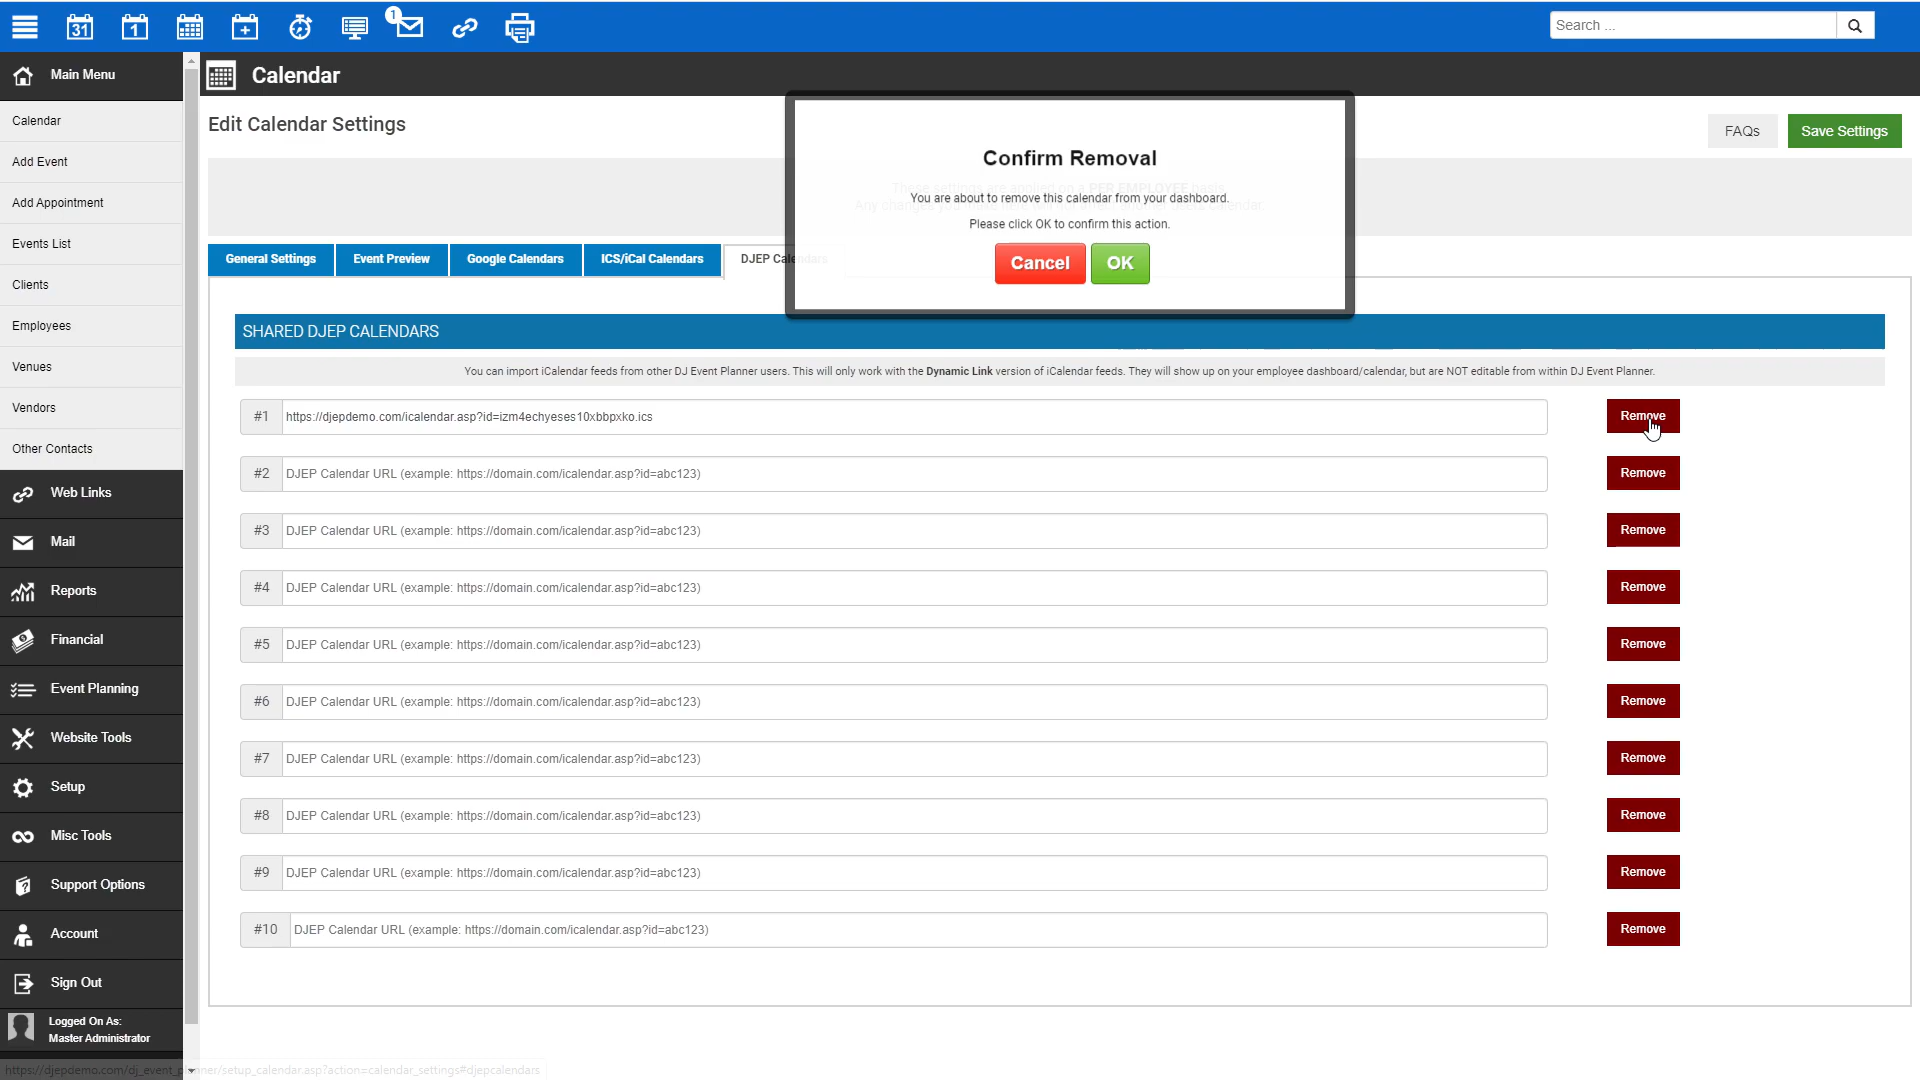 31
1
1
Search ...
Main Menu
Calendar
Calendar
Add Event
Add Appointment
Events List
Clients
Employees
Venues
Vendors
Other Contacts
Web Links
Mail
Reports
Financial
Event Planning
Website Tools
Setup
Misc Tools
Support Options
Account
Sign Out
Logged On As:
Master Administrator
Edit Calendar Settings
FAQs
Save Settings
Confirm Removal
You are about to remove this calendar from your dashboard.
Please click OK to confirm this action.
Cancel
OK
General Settings
Event Preview
Google Calendars
ICS/iCal Calendars
DJEP Calendars
SHARED DJEP CALENDARS
You can import iCalendar feeds from other DJ Event Planner users. This will only work with the Dynamic Link version of iCalendar feeds. They will show up on your employee dashboard/calendar, but are NOT editable from within DJ Event Planner.
#1 https://djepdemo.com/icalendar.asp?id=izm4echyeses10xbbpxko.ics Remove
#2 DJEP Calendar URL (example: https://domain.com/icalendar.asp?id=abc123) Remove
#3 DJEP Calendar URL (example: https://domain.com/icalendar.asp?id=abc123) Remove
#4 DJEP Calendar URL (example: https://domain.com/icalendar.asp?id=abc123) Remove
#5 DJEP Calendar URL (example: https://domain.com/icalendar.asp?id=abc123) Remove
#6 DJEP Calendar URL (example: https://domain.com/icalendar.asp?id=abc123) Remove
#7 DJEP Calendar URL (example: https://domain.com/icalendar.asp?id=abc123) Remove
#8 DJEP Calendar URL (example: https://domain.com/icalendar.asp?id=abc123) Remove
#9 DJEP Calendar URL (example: https://domain.com/icalendar.asp?id=abc123) Remove
#10 DJEP Calendar URL (example: https://domain.com/icalendar.asp?id=abc123) Remove
https://djepdemo.com/dj_event_planner/setup_calendar.asp?action=calendar_settings#djepcalendars